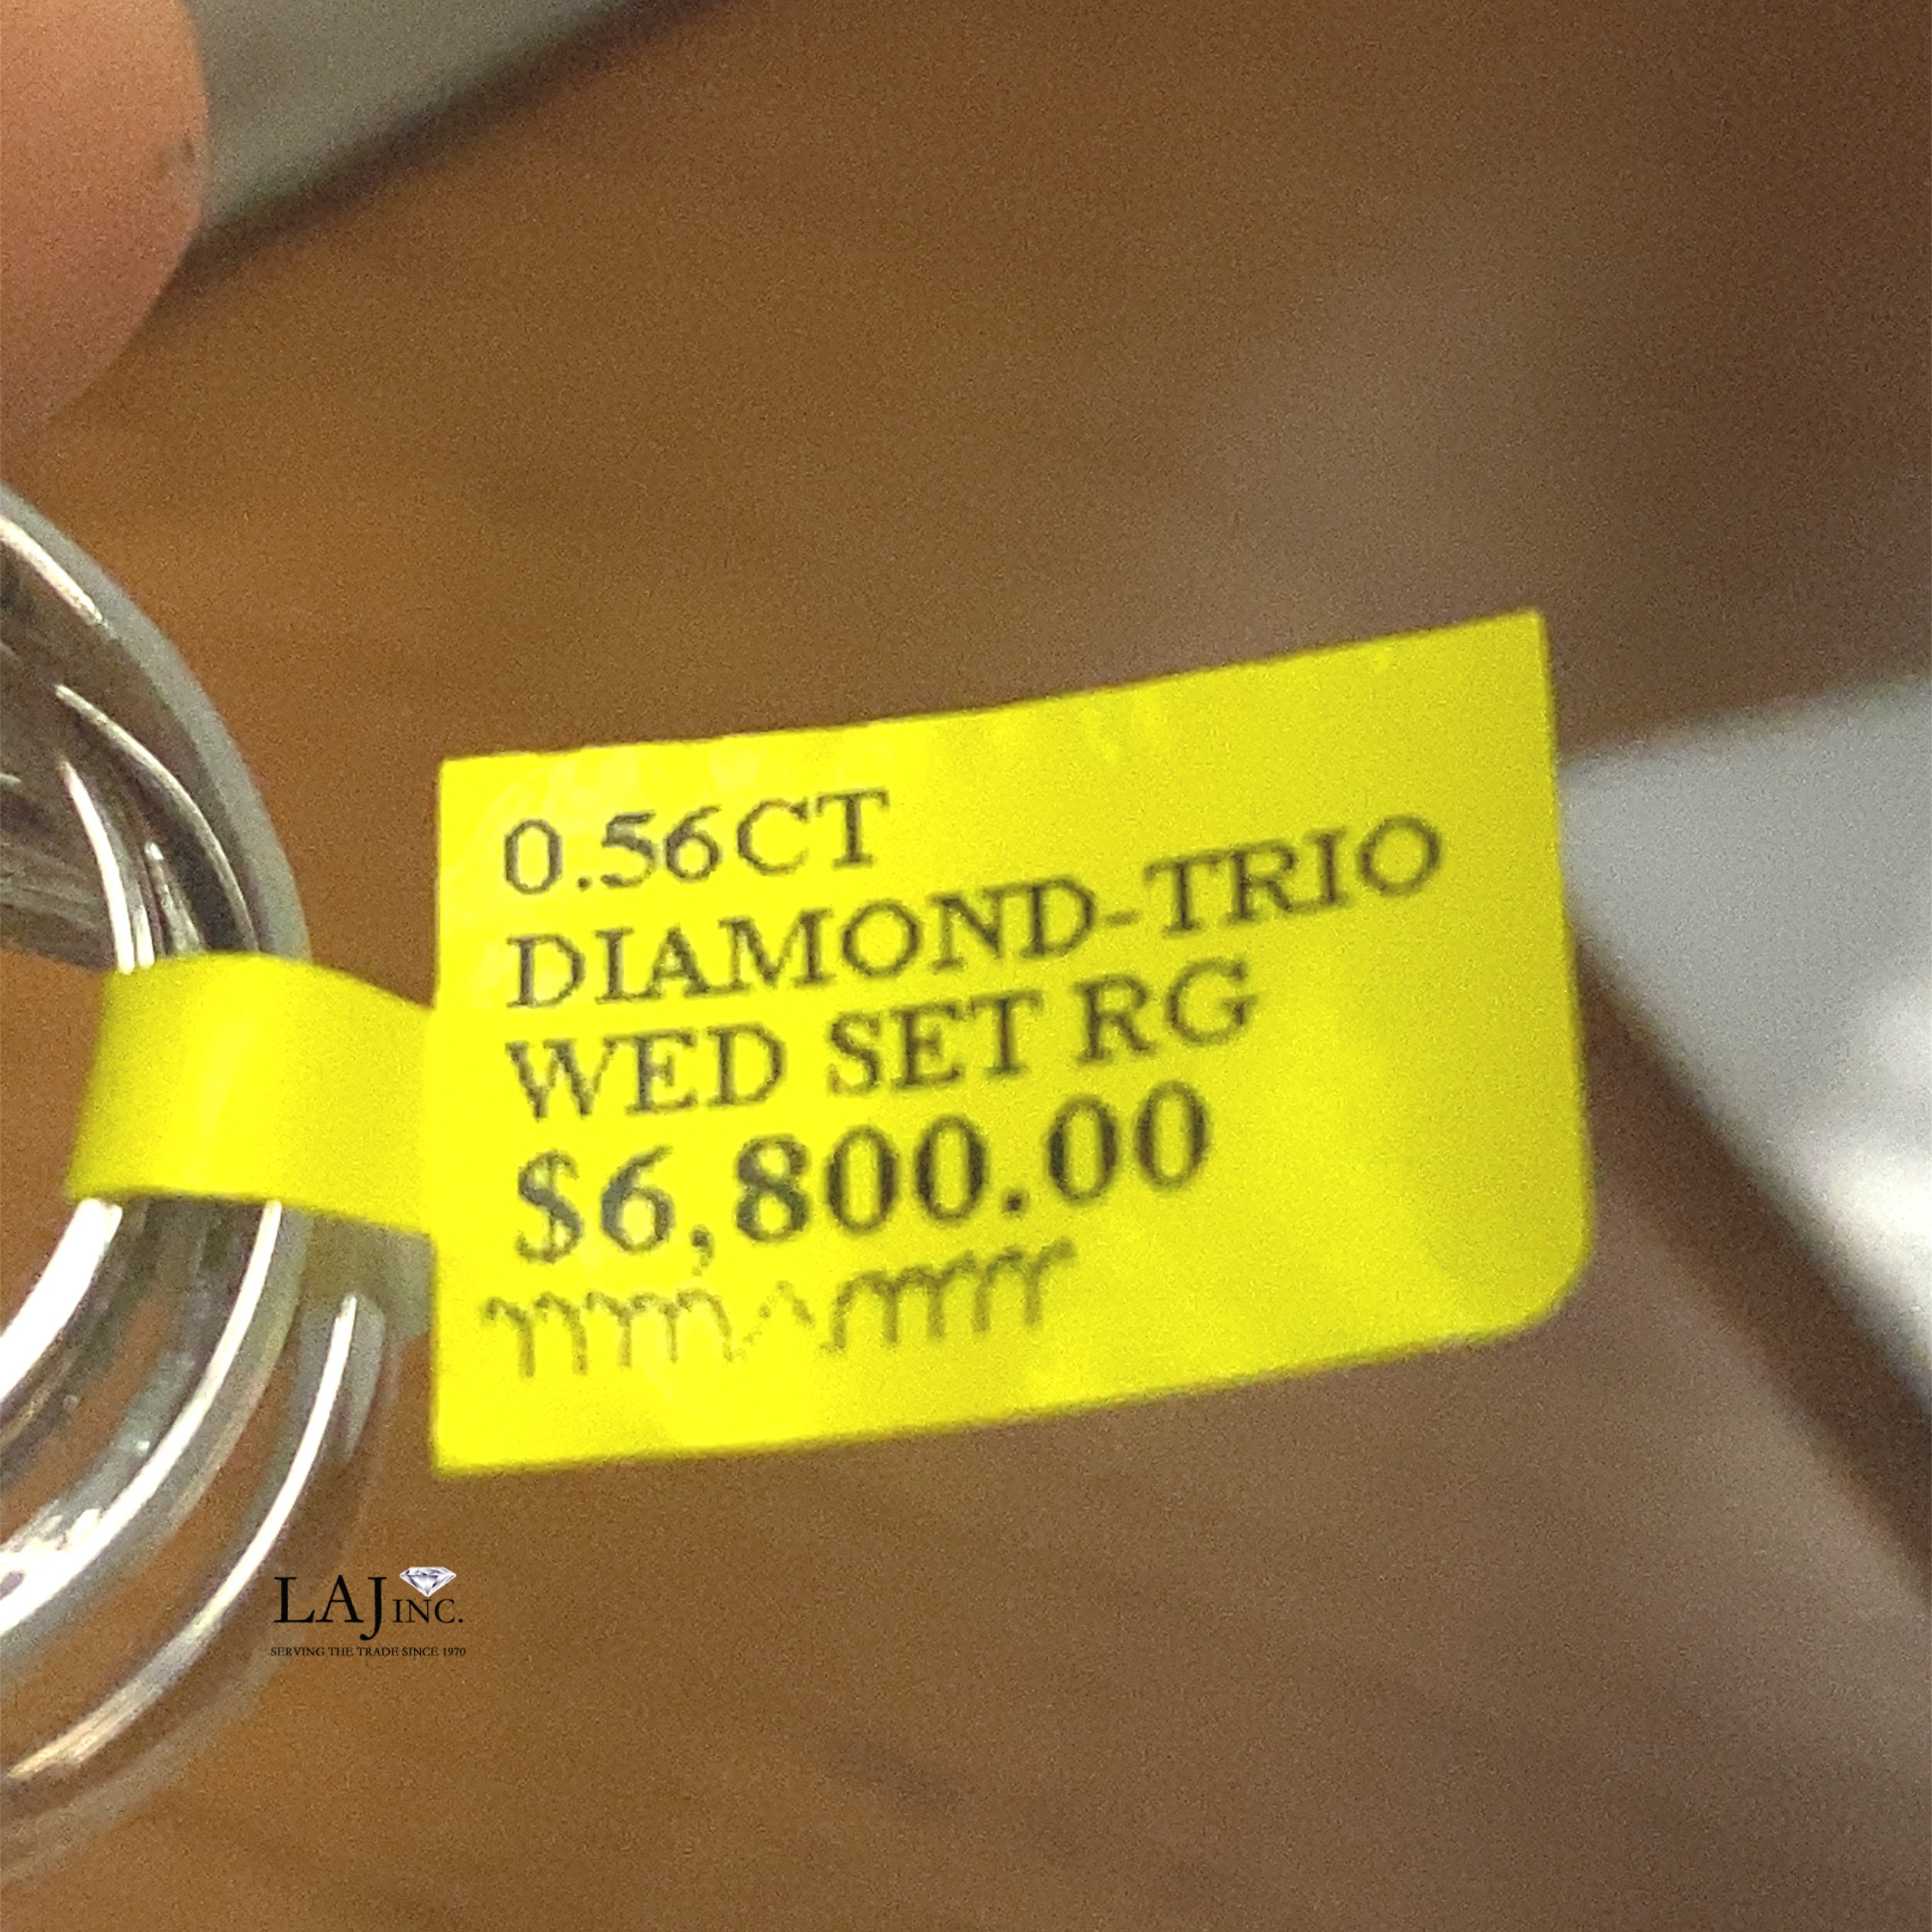 0.56CT
DIAMOND-TRIO
WED SET RG
$6,800.00
LAJ INC.
SERVING THE TRADE SINCE 1970